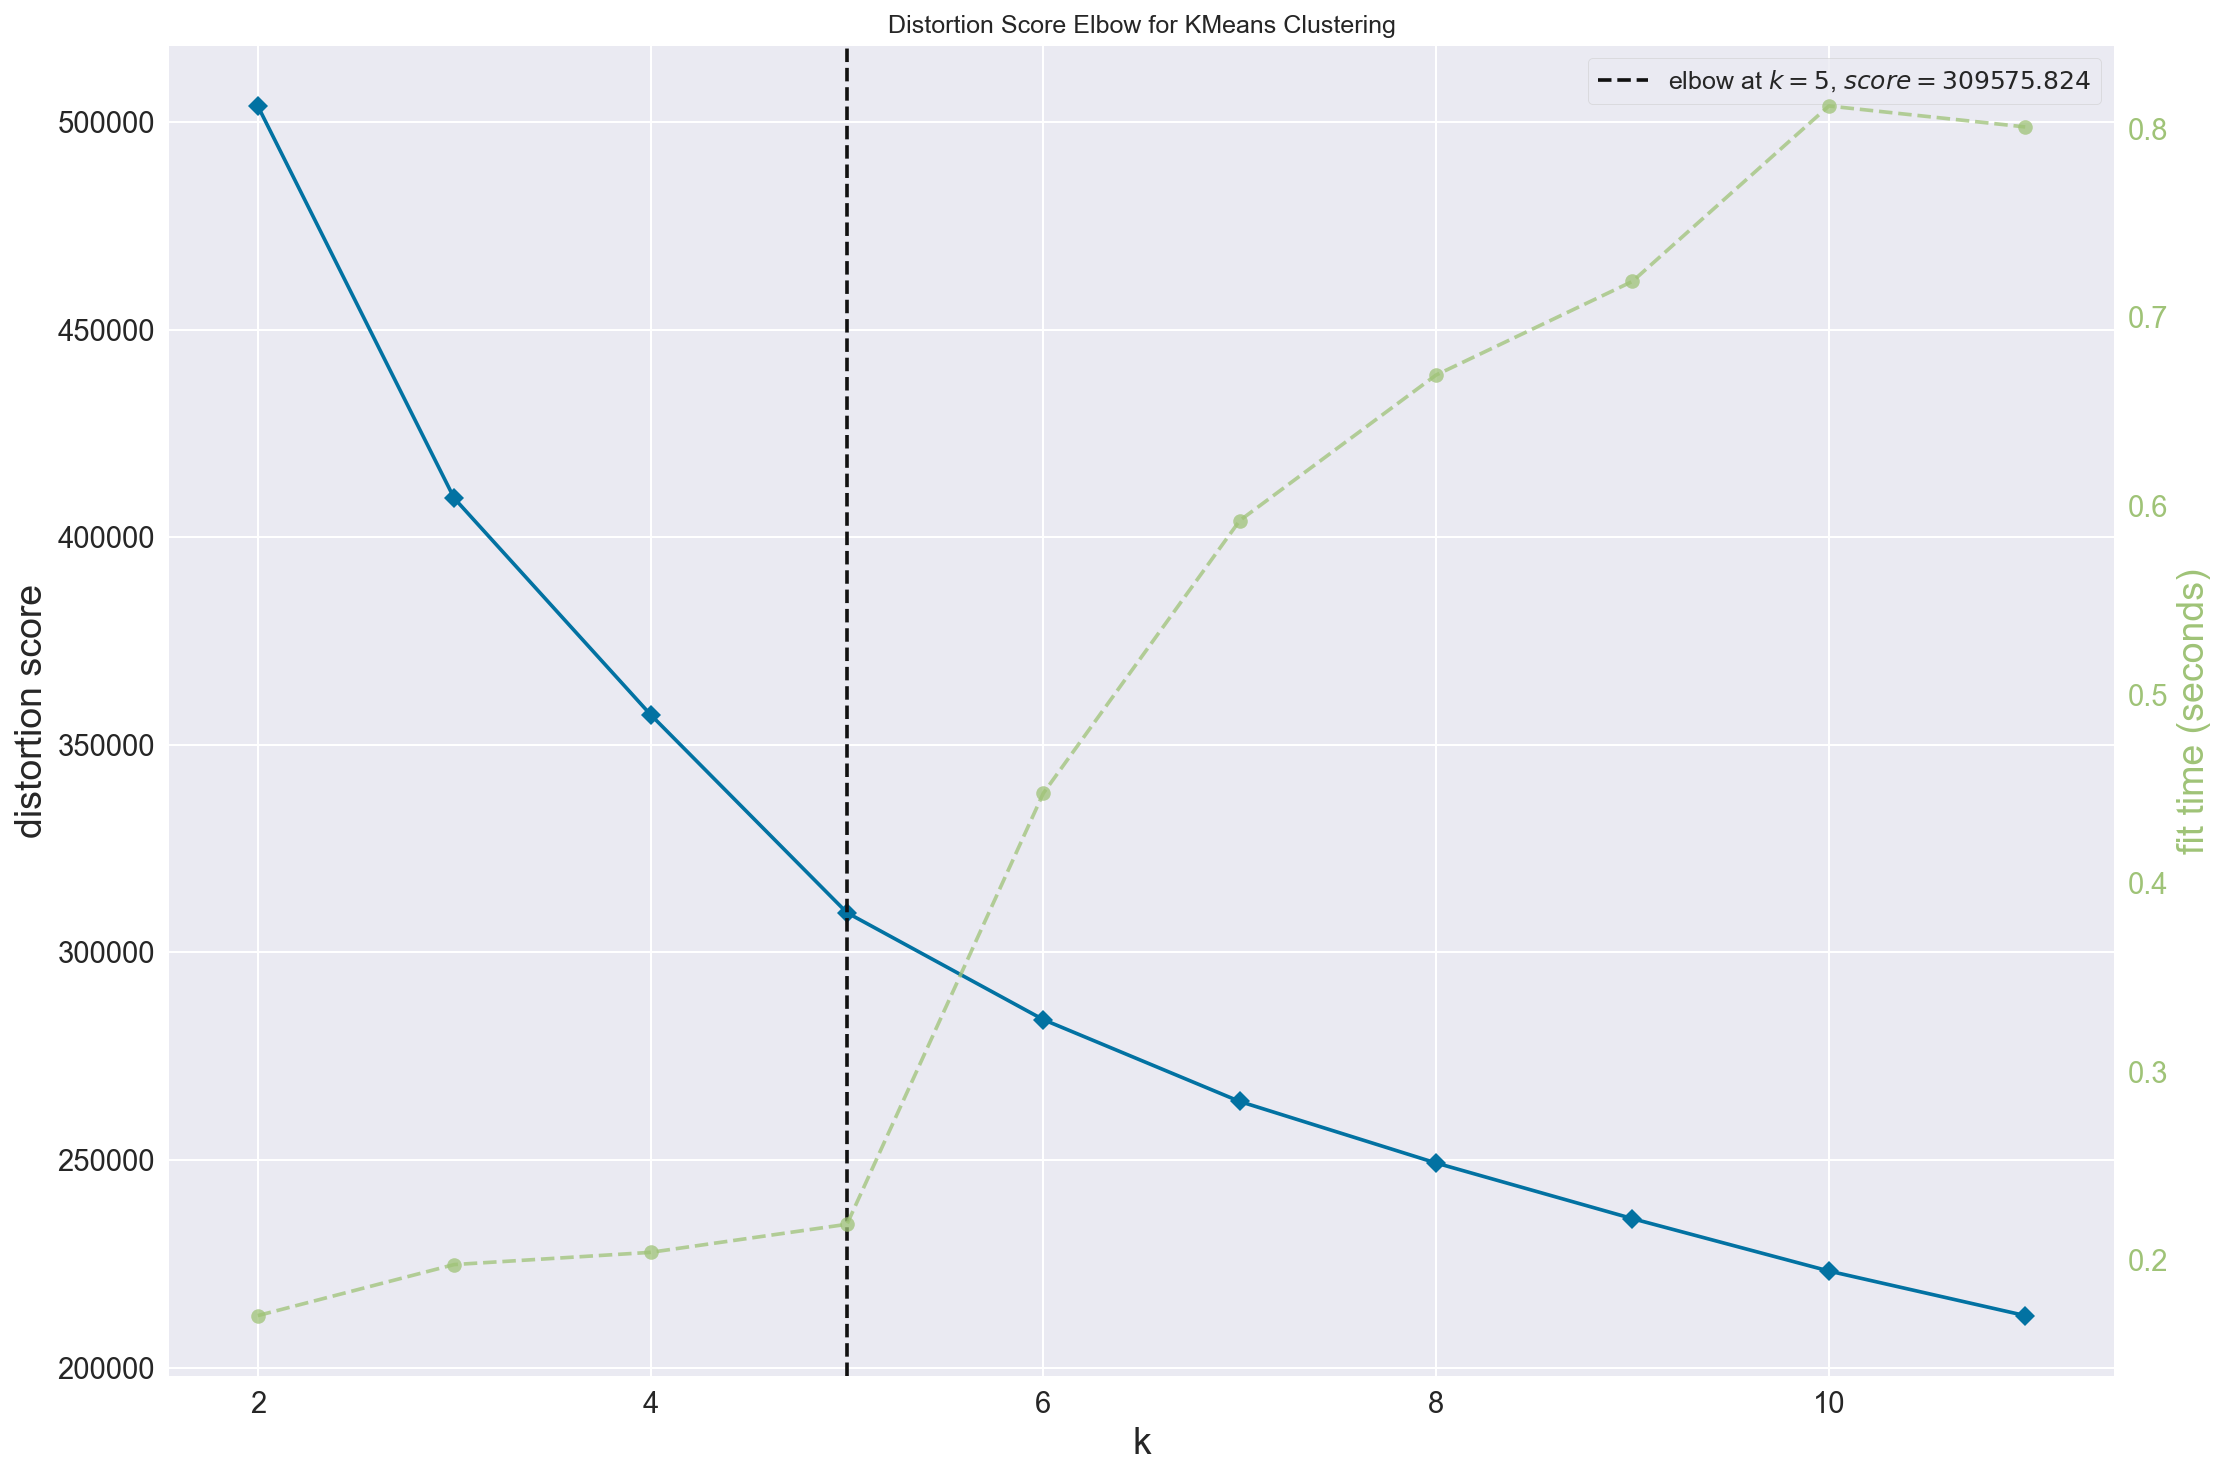 Distortion Score Elbow for KMeans Clustering
elbow at k = 5, score = 309575.824
500000
450000
400000
350000
300000
250000
200000
distortion score
0.8
0.7
0.6
0.5
0.4
0.3
0.2
fit time (seconds)
2 4 6 8 10
k